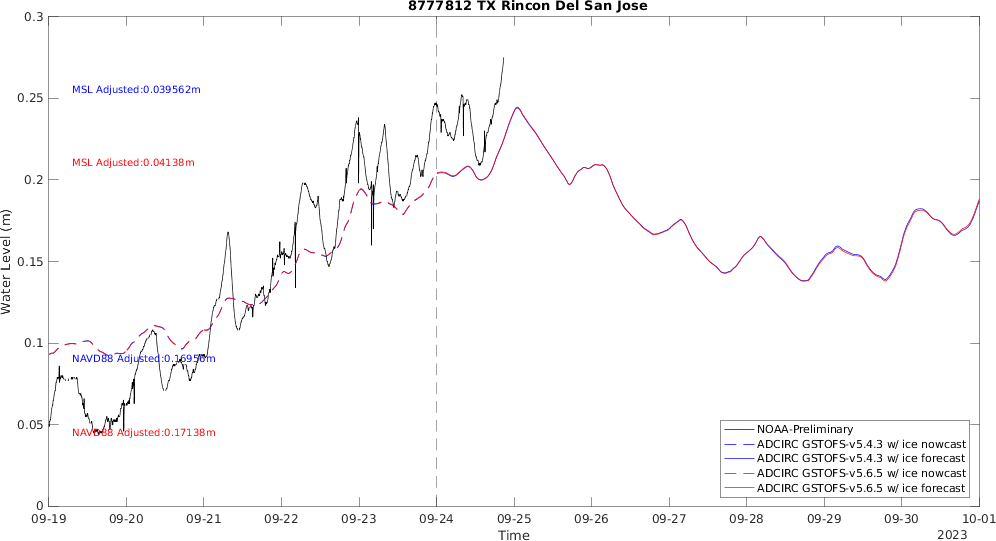 8777812 TX Rincon Del San Jose
0.3
0.25
0.2
0.15
0.1
0.05
0
Water Level (m)
MSL Adjusted:0.039562m
MSL Adjusted:0.04138m
NAVD88 Adjusted:0.16956m
NAVD88 Adjusted:0.17138m
NOAA-Preliminary
ADCIRC GSTOFS-v5.4.3 w/ ice nowcast
ADCIRC GSTOFS-v5.4.3 w/ ice forecast
ADCIRC GSTOFS-v5.6.5 w/ ice nowcast
ADCIRC GSTOFS-v5.6.5 w/ ice forecast
09-19 09-20 09-21 09-22 09-23 09-24 09-25 09-26 09-27 09-28 09-29 09-30 10-01
Time
2023